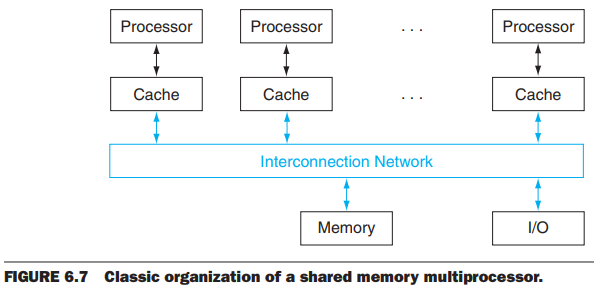 Processor Processor ... Processor
Cache Cache ... Cache
Interconnection Network
Memory I/O
FIGURE 6.7 Classic organization of a shared memory multiprocessor.